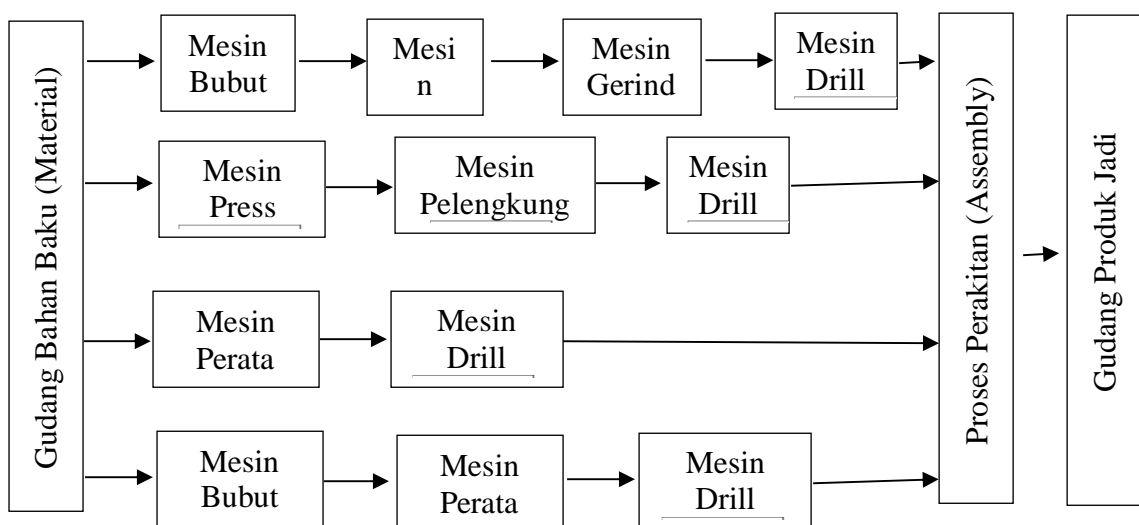 Gudang Bahan Baku (Material)
Mesin
Bubut
Mesi
n
Mesin
Gerind
Mesin
Drill
Mesin
Press
Mesin
Pelengkung
Mesin
Drill
Mesin
Perata
Mesin
Drill
Mesin
Bubut
Mesin
Perata
Mesin
Drill
Proses Perakitan (Assembly)
Gudang Produk Jadi